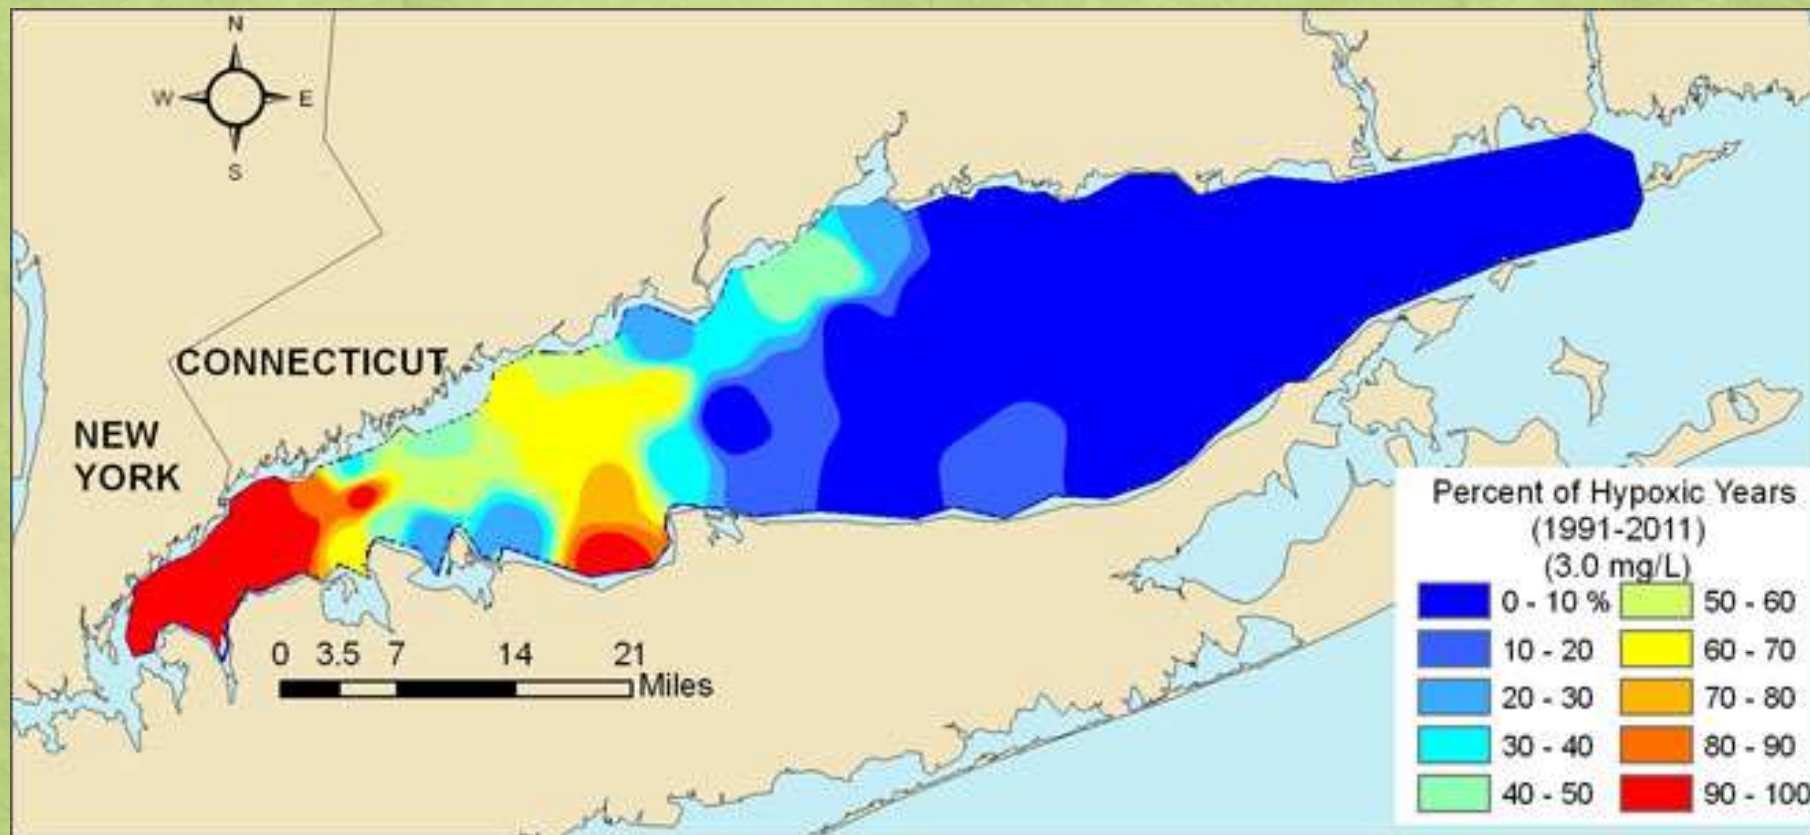 N
W E
S
CONNECTICUT
NEW
YORK
0 3.5 7 14 21
Miles
Percent of Hypoxic Years
(1991-2011)
(3.0 mg/L)
0 - 10 % 50 - 60
10 - 20 60 - 70
20 - 30 70 - 80
30 - 40 80 - 90
40 - 50 90 - 100